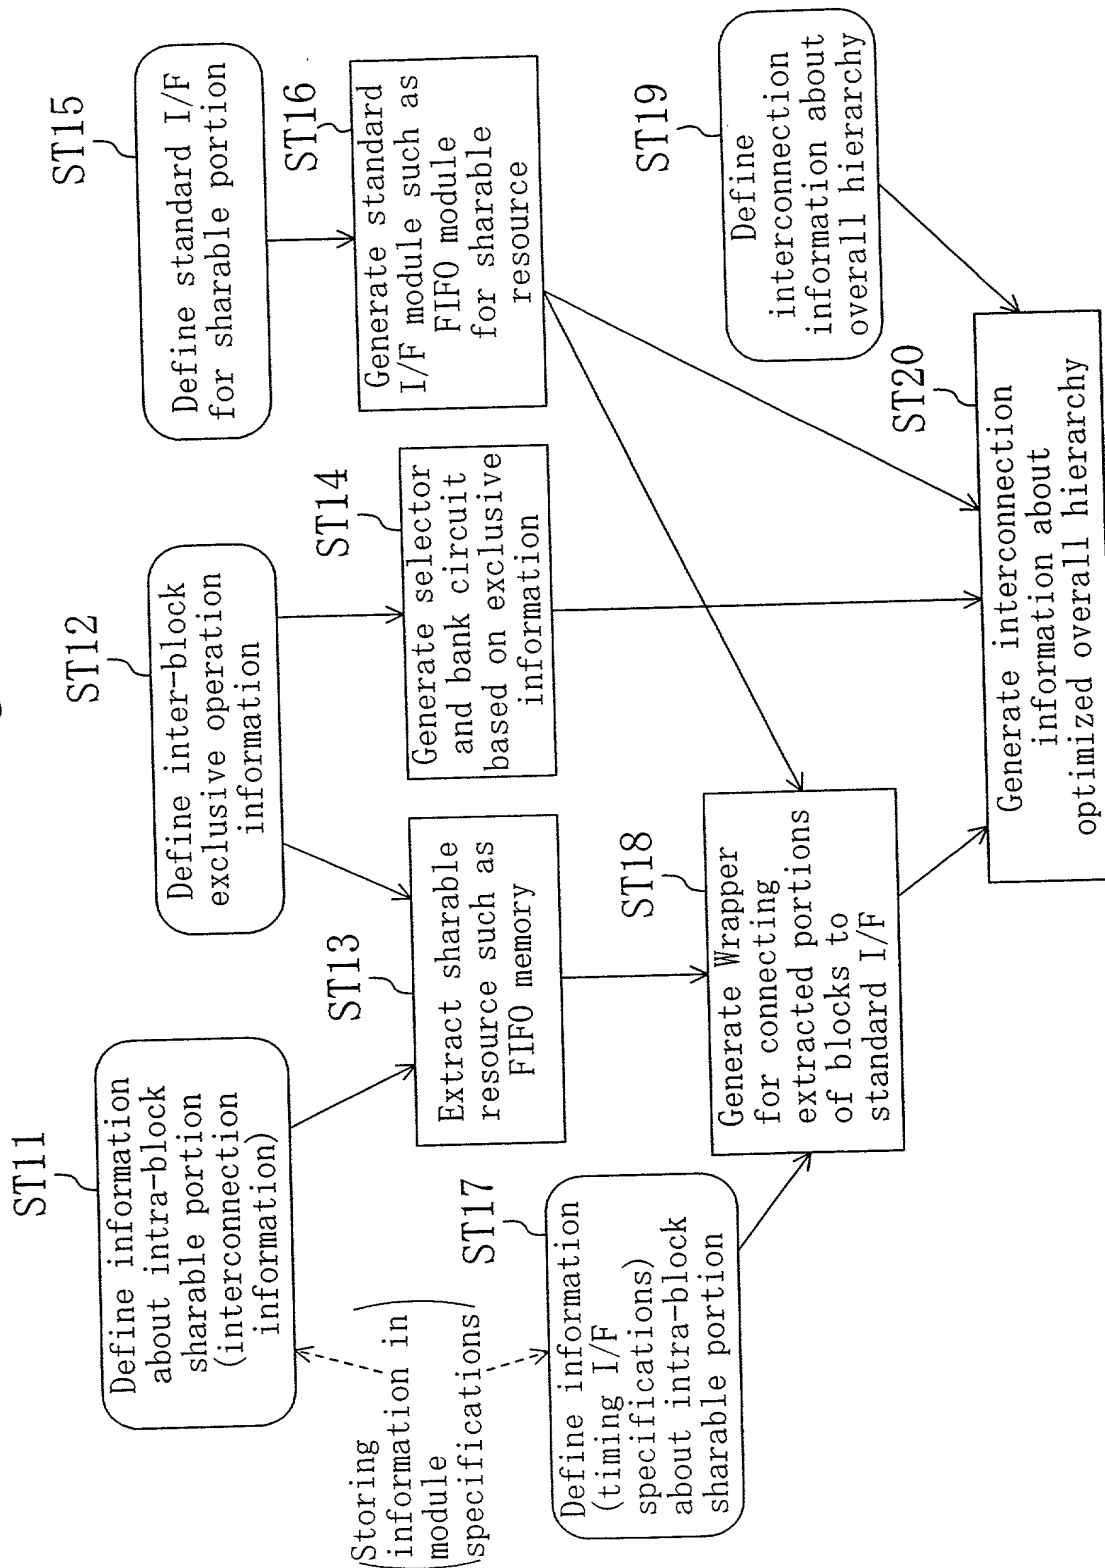 ST11
Define information
about intra-block
sharable portion
(interconnection
information)
ST12
Define inter-block
exclusive operation
information
ST15
Define standard I/F
for sharable portion
ST13
Extract sharable
resource such as
FIFO memory
ST14
Generate selector
and bank circuit
based on exclusive
information
ST16
Generate standard
I/F module such as
FIFO module
for sharable
resource
Storing
information in
module
specifications
ST17
Define information
(timing I/F
specifications)
about intra-block
sharable portion
ST18
Generate Wrapper
for connecting
extracted portions
of blocks to
standard I/F
ST19
Define
interconnection
information about
overall hierarchy
ST20
Generate interconnection
information about
optimized overall hierarchy